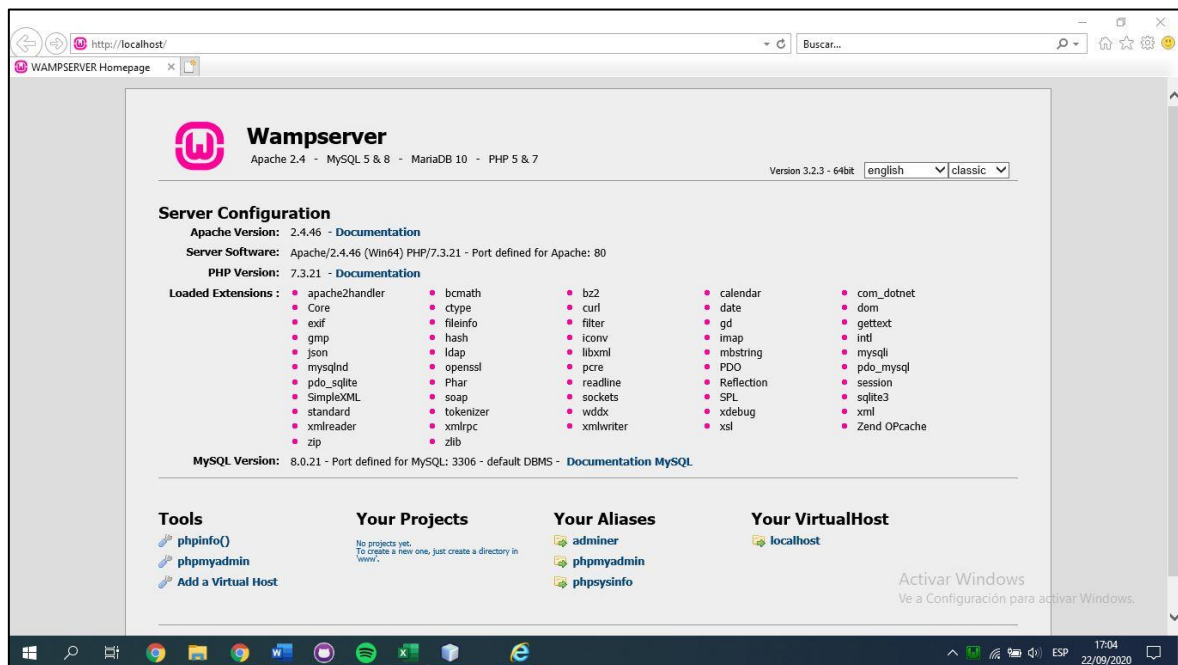 http://localhost/
Buscar...
WAMPSERVER Homepage
Wampserver
Apache 2.4 - MySQL 5 & 8 - MariaDB 10 - PHP 5 & 7
Version 3.2.3 - 64bit english classic
Server Configuration
Apache Version: 2.4.46 - Documentation
Server Software: Apache/2.4.46 (Win64) PHP/7.3.21 - Port defined for Apache: 80
PHP Version: 7.3.21 - Documentation
Loaded Extensions : apache2handler bcmath bz2 calendar com_dotnet
Core ctype curl date dom
exif fileinfo filter gd gettext
gmp hash iconv imap intl
json ldap libxml mbstring mysqli
mysqlnd openssl pcre PDO pdo_mysql
pdo_sqlite Phar readline Reflection session
SimpleXML soap sockets SPL sqlite3
standard tokenizer wddx xdebug xml
xmlreader xmlrpc xmlwriter xsl Zend OPcache
zip zlib
MySQL Version: 8.0.21 - Port defined for MySQL: 3306 - default DBMS - Documentation MySQL
Tools
phpinfo()
phpmyadmin
Add a Virtual Host
Your Projects
No projects yet.
To create a new one, just create a directory in
'www'.
Your Aliases
adminer
phpmyadmin
phpsysinfo
Your VirtualHost
localhost
Activar Windows
Ve a Configuración para activar Windows.
ESP
17:04
22/09/2020